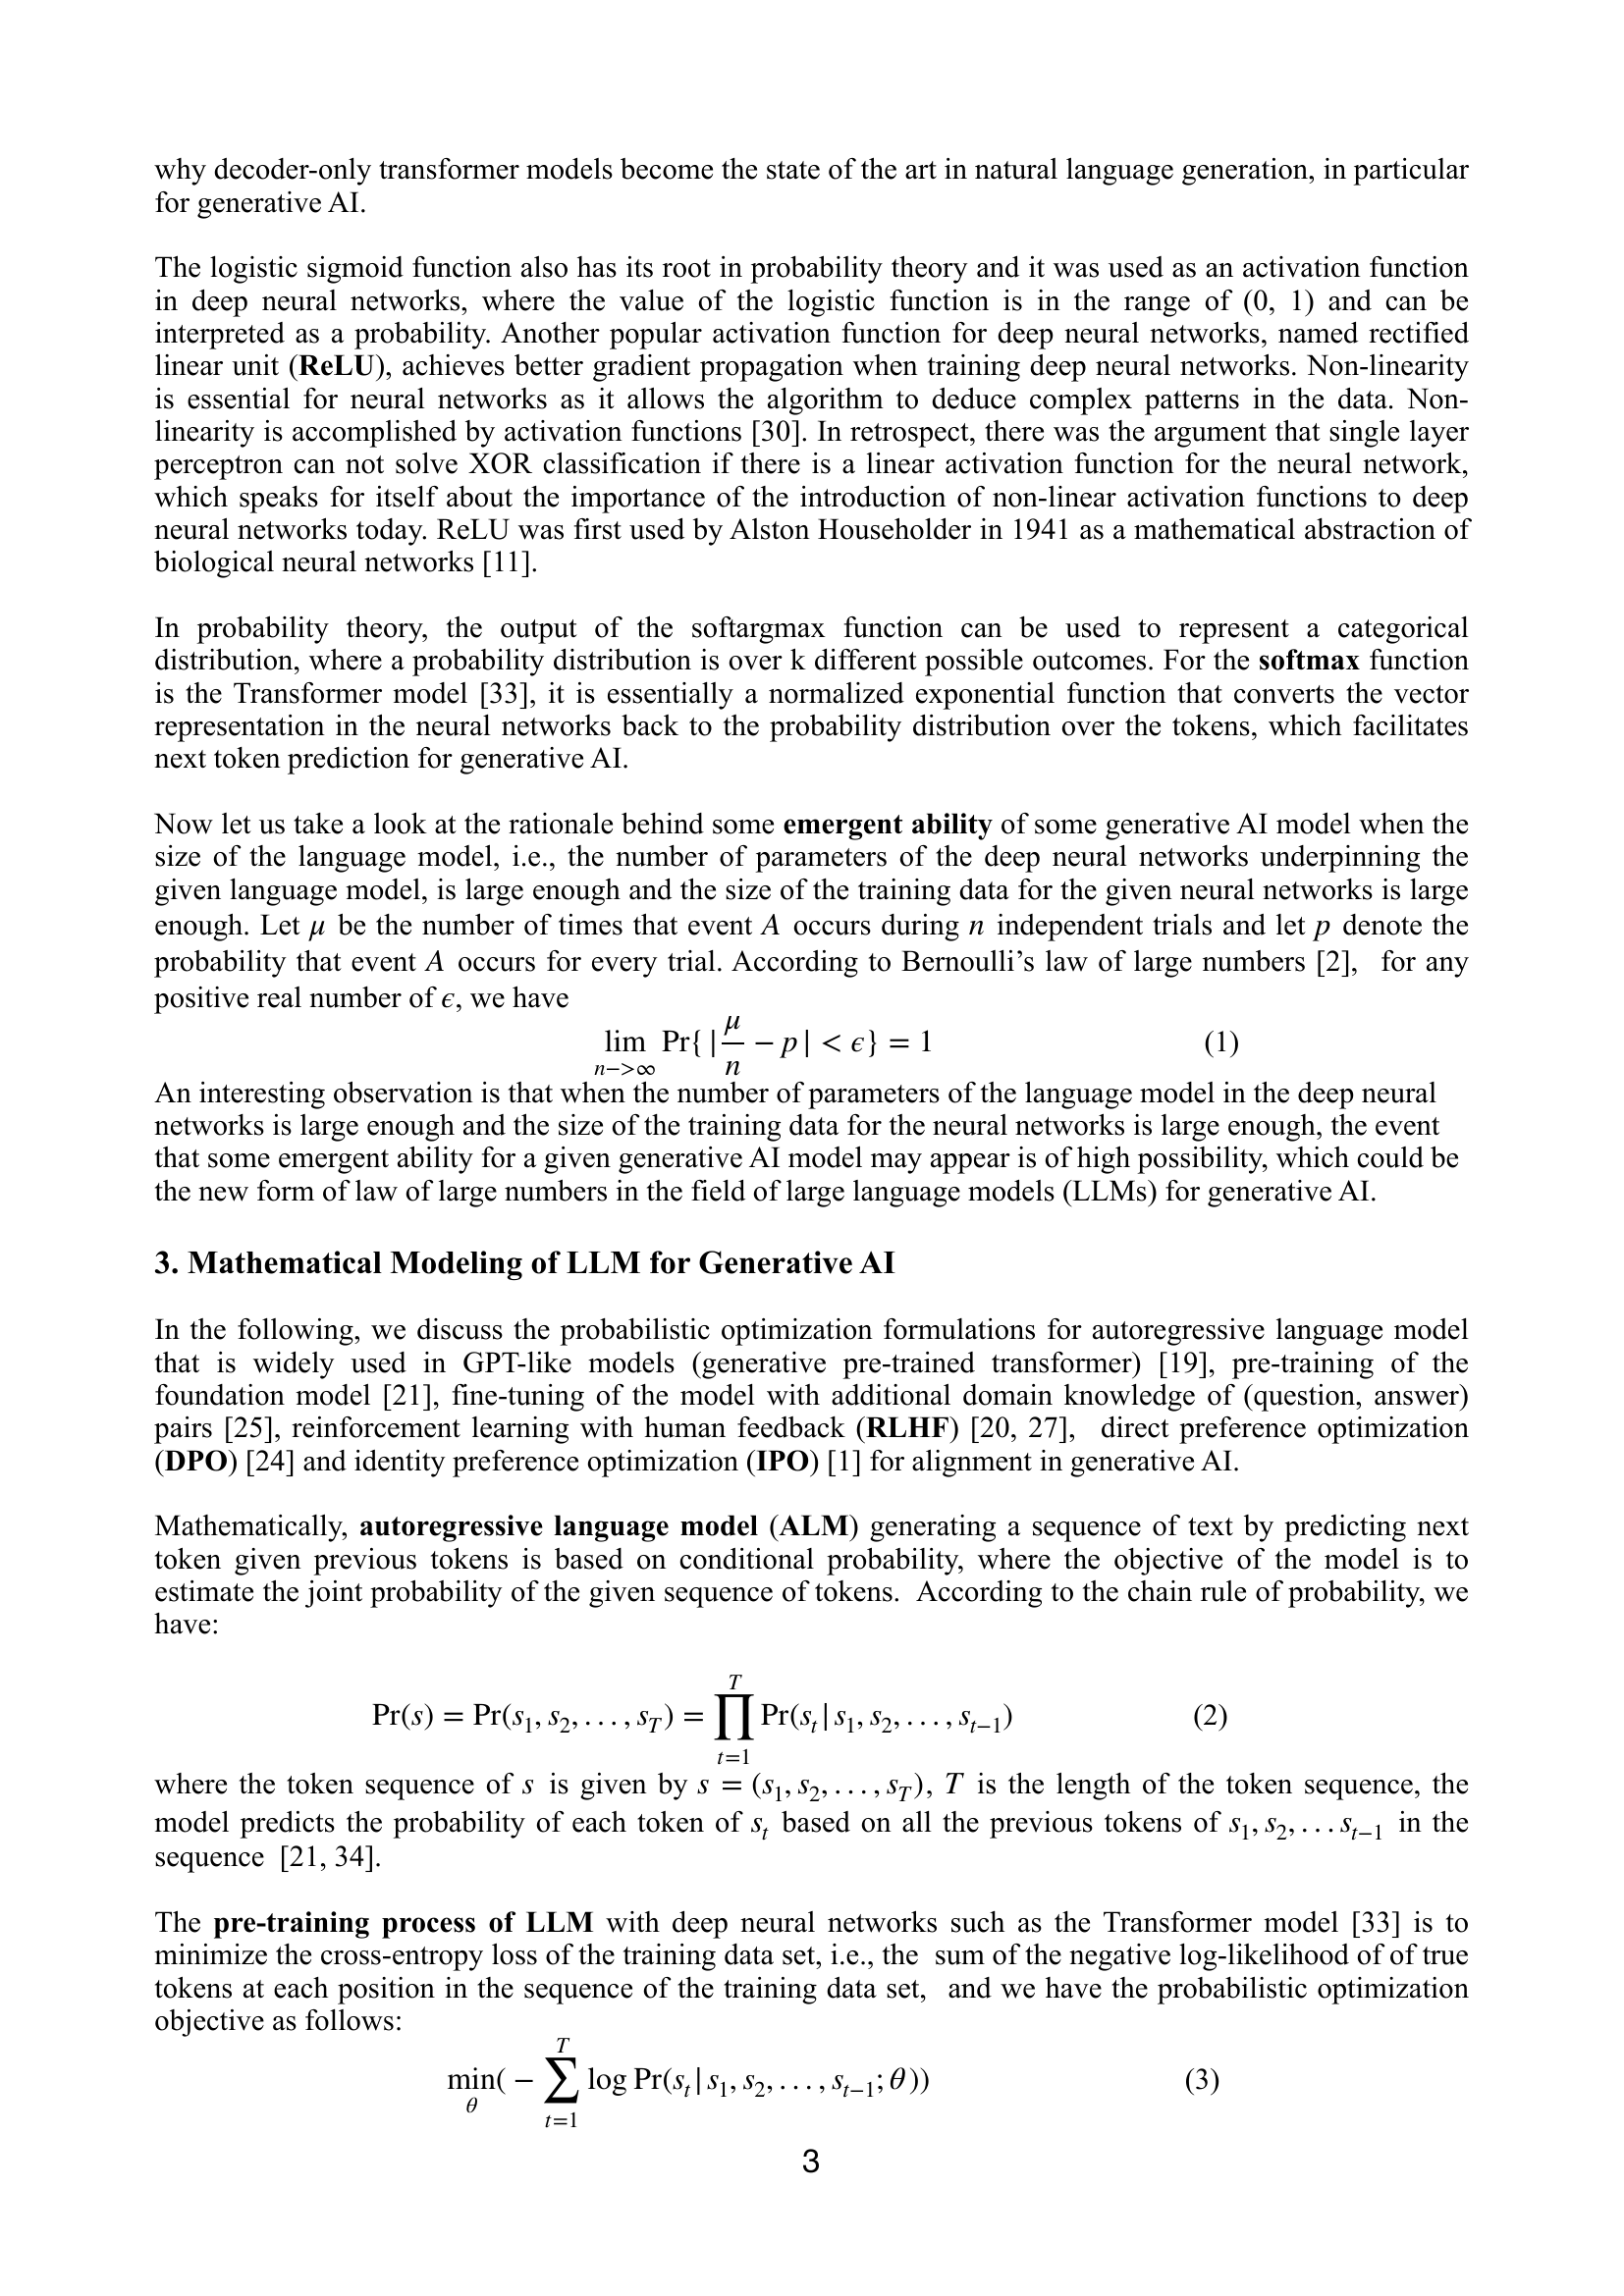 why decoder-only transformer models become the state of the art in natural language generation, in particular
for generative AI.
The logistic sigmoid function also has its root in probability theory and it was used as an activation function
in deep neural networks, where the value of the logistic function is in the range of (0, 1) and can be
interpreted as a probability. Another popular activation function for deep neural networks, named rectified
linear unit (ReLU), achieves better gradient propagation when training deep neural networks. Non-linearity
is essential for neural networks as it allows the algorithm to deduce complex patterns in the data. Non-
linearity is accomplished by activation functions [30]. In retrospect, there was the argument that single layer
perceptron can not solve XOR classification if there is a linear activation function for the neural network,
which speaks for itself about the importance of the introduction of non-linear activation functions to deep
neural networks today. ReLU was first used by Alston Householder in 1941 as a mathematical abstraction of
biological neural networks [11].
In probability theory, the output of the softargmax function can be used to represent a categorical
distribution, where a probability distribution is over k different possible outcomes. For the softmax function
is the Transformer model [33], it is essentially a normalized exponential function that converts the vector
representation in the neural networks back to the probability distribution over the tokens, which facilitates
next token prediction for generative AI.
Now let us take a look at the rationale behind some emergent ability of some generative AI model when the
size of the language model, i.e., the number of parameters of the deep neural networks underpinning the
given language model, is large enough and the size of the training data for the given neural networks is large
enough. Let μ be the number of times that event A occurs during n independent trials and let p denote the
probability that event A occurs for every trial. According to Bernoulli's law of large numbers [2], for any
positive real number of ϵ, we have
lim_{n−>∞} Pr{ |μ/n − p| < ϵ} = 1 (1)
An interesting observation is that when the number of parameters of the language model in the deep neural
networks is large enough and the size of the training data for the neural networks is large enough, the event
that some emergent ability for a given generative AI model may appear is of high possibility, which could be
the new form of law of large numbers in the field of large language models (LLMs) for generative AI.
3. Mathematical Modeling of LLM for Generative AI
In the following, we discuss the probabilistic optimization formulations for autoregressive language model
that is widely used in GPT-like models (generative pre-trained transformer) [19], pre-training of the
foundation model [21], fine-tuning of the model with additional domain knowledge of (question, answer)
pairs [25], reinforcement learning with human feedback (RLHF) [20, 27], direct preference optimization
(DPO) [24] and identity preference optimization (IPO) [1] for alignment in generative AI.
Mathematically, autoregressive language model (ALM) generating a sequence of text by predicting next
token given previous tokens is based on conditional probability, where the objective of the model is to
estimate the joint probability of the given sequence of tokens. According to the chain rule of probability, we
have:
Pr(s) = Pr(s_1, s_2, . . . , s_T) = ∏_{t=1}^{T} Pr(s_t | s_1, s_2, . . . , s_{t−1}) (2)
where the token sequence of s is given by s = (s_1, s_2, . . . , s_T), T is the length of the token sequence, the
model predicts the probability of each token of s_t based on all the previous tokens of s_1, s_2, . . . s_{t−1} in the
sequence [21, 34].
The pre-training process of LLM with deep neural networks such as the Transformer model [33] is to
minimize the cross-entropy loss of the training data set, i.e., the sum of the negative log-likelihood of of true
tokens at each position in the sequence of the training data set, and we have the probabilistic optimization
objective as follows:
min_θ( − ∑_{t=1}^{T} log Pr(s_t | s_1, s_2, . . . , s_{t−1}; θ)) (3)
3